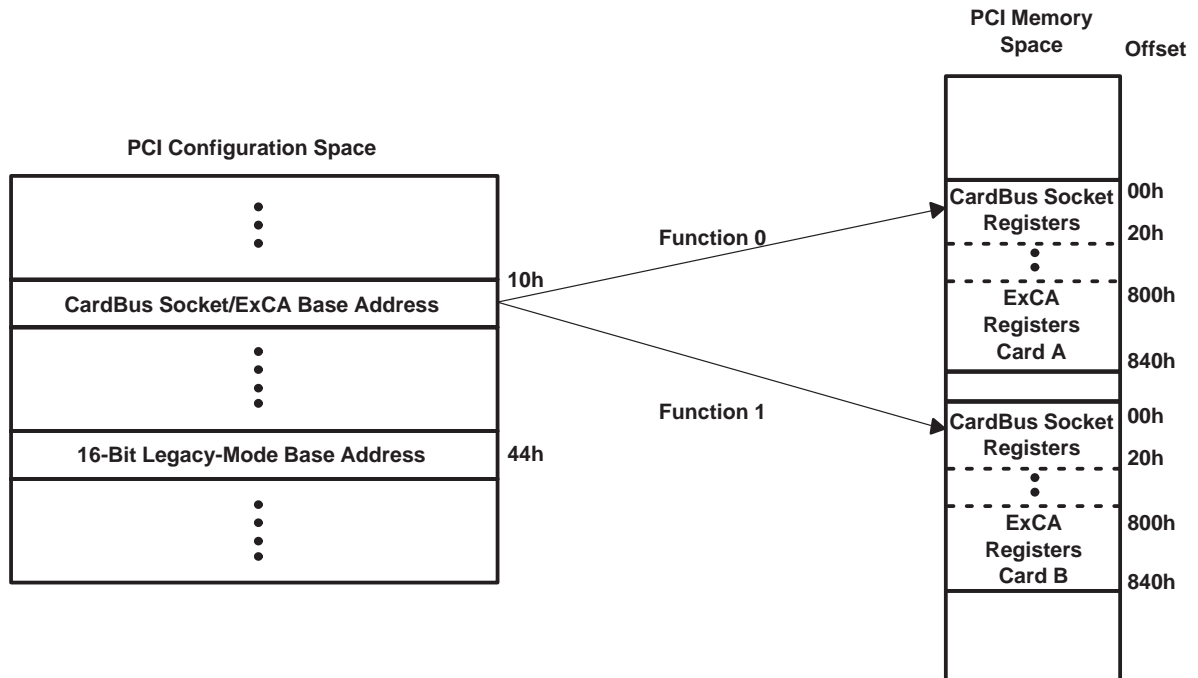 PCI Configuration Space
10h
CardBus Socket/ExCA Base Address
16-Bit Legacy-Mode Base Address
44h
Function 0
Function 1
PCI Memory
Space
Offset
CardBus Socket
Registers
00h
20h
ExCA
Registers
Card A
800h
840h
CardBus Socket
Registers
00h
20h
ExCA
Registers
Card B
800h
840h